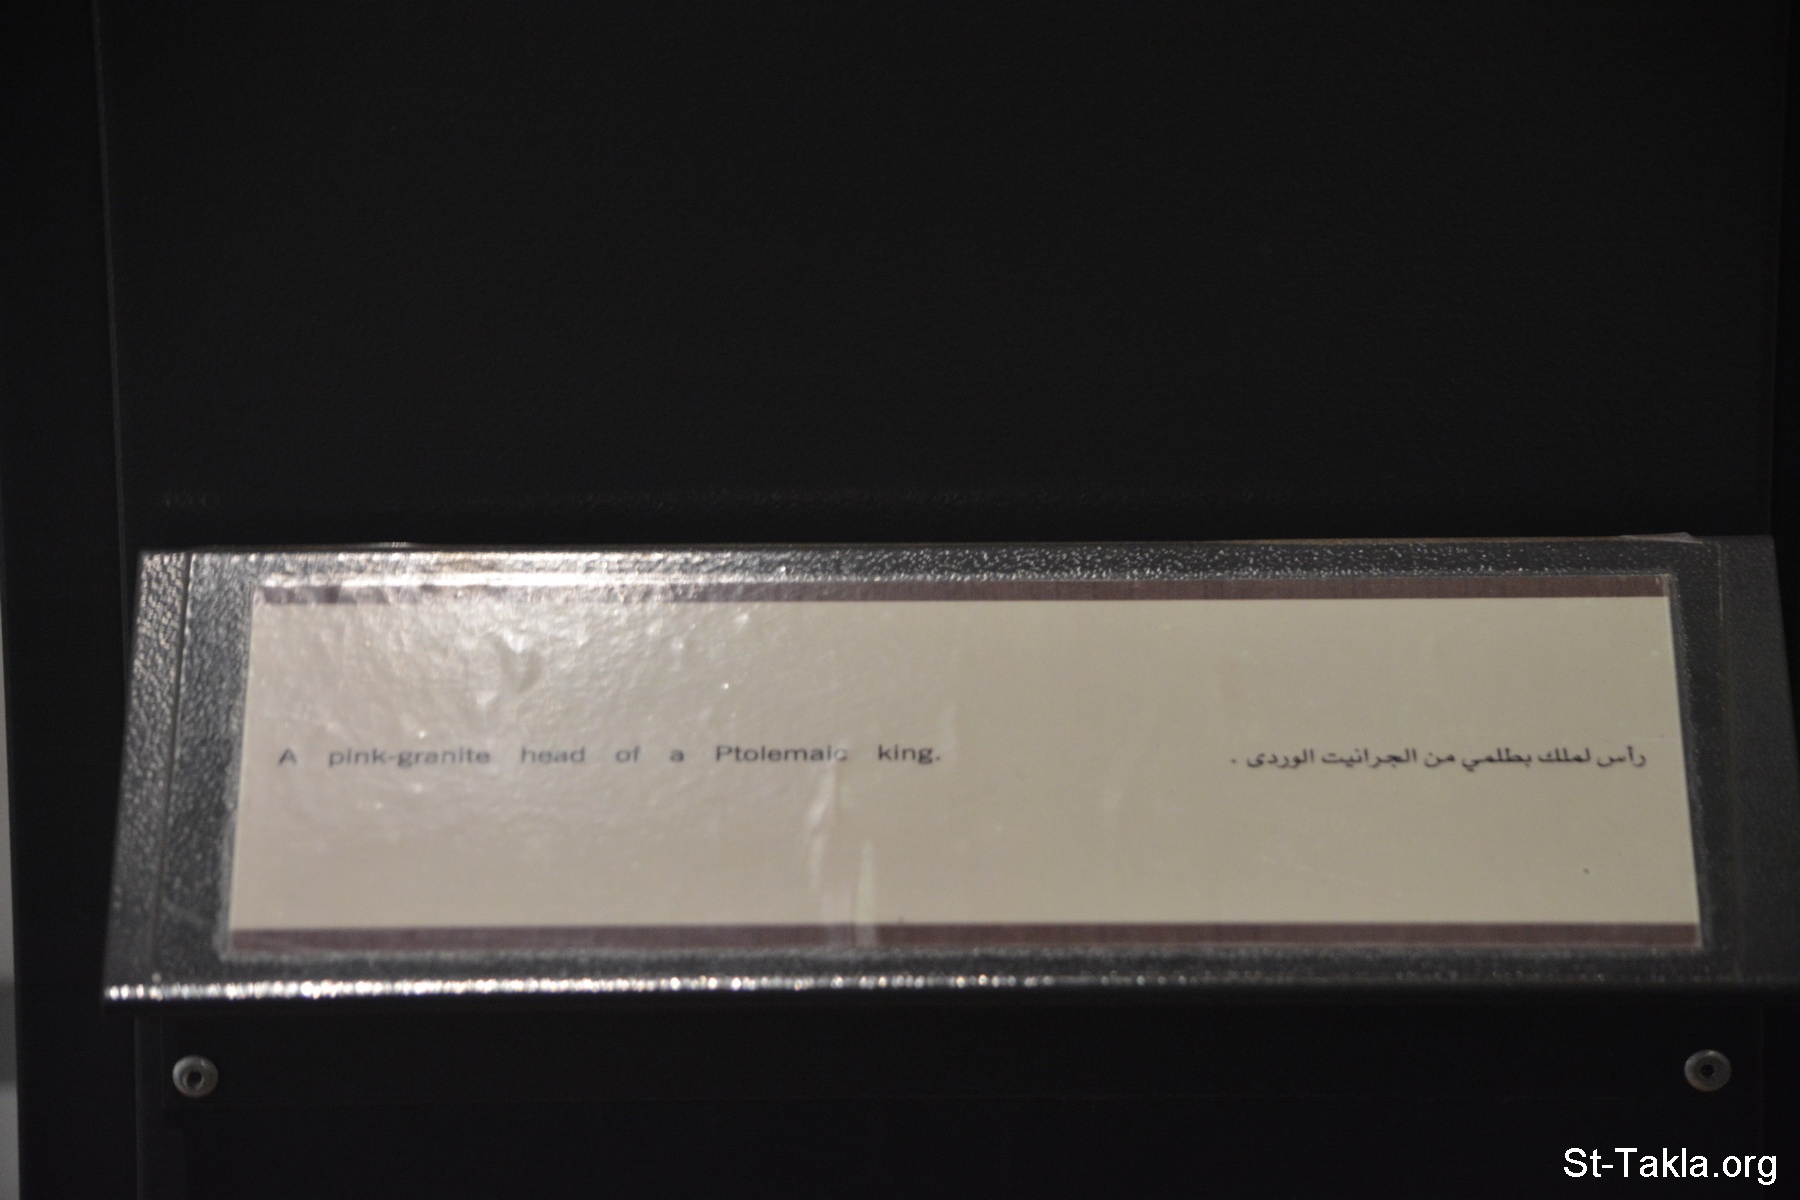 A pink-granite head of a Ptolemaic king.
رأس لملك بطلمي من الجرانيت الوردى .
St-Takla.org